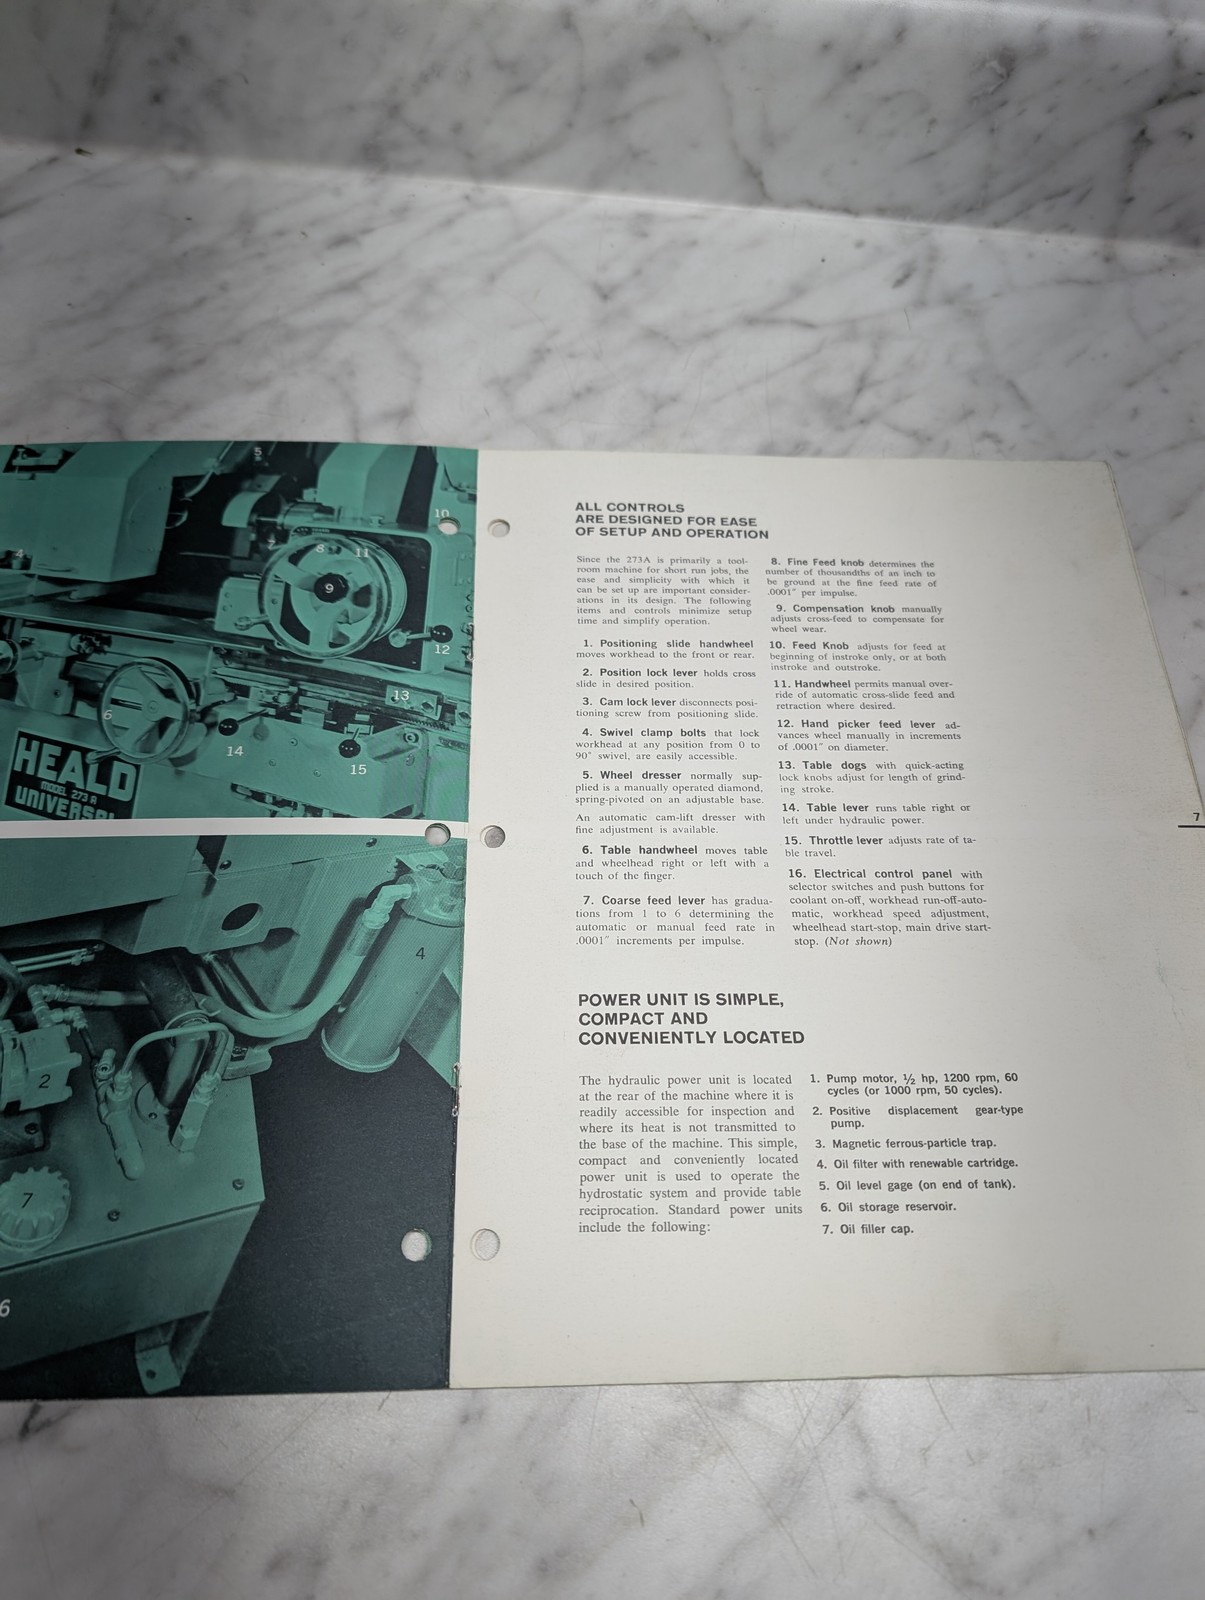 5
10
4
7
8
11
9
12
6
13
14
15
HEALD
MODEL 273A
UNIVERSAL
4
2
7
6
ALL CONTROLS
ARE DESIGNED FOR EASE
OF SETUP AND OPERATION
Since the 273A is primarily a tool-
room machine for short run jobs, the
ease and simplicity with which it
can be set up are important consider-
ations in its design. The following
items and controls minimize setup
time and simplify operation.
1. Positioning slide handwheel
moves workhead to the front or rear.
2. Position lock lever holds cross
slide in desired position.
3. Cam lock lever disconnects posi-
tioning screw from positioning slide.
4. Swivel clamp bolts that lock
workhead at any position from 0 to
90° swivel, are easily accessible.
5. Wheel dresser normally sup-
plied is a manually operated diamond,
spring-pivoted on an adjustable base.
An automatic cam-lift dresser with
fine adjustment is available.
6. Table handwheel moves table
and wheelhead right or left with a
touch of the finger.
7. Coarse feed lever has gradua-
tions from 1 to 6 determining the
automatic or manual feed rate in
.0001″ increments per impulse.
8. Fine Feed knob determines the
number of thousandths of an inch to
be ground at the fine feed rate of
.0001″ per impulse.
9. Compensation knob manually
adjusts cross-feed to compensate for
wheel wear.
10. Feed Knob adjusts for feed at
beginning of instroke only, or at both
instroke and outstroke.
11. Handwheel permits manual over-
ride of automatic cross-slide feed and
retraction where desired.
12. Hand picker feed lever ad-
vances wheel manually in increments
of .0001″ on diameter.
13. Table dogs with quick-acting
lock knobs adjust for length of grind-
ing stroke.
14. Table lever runs table right or
left under hydraulic power.
15. Throttle lever adjusts rate of ta-
ble travel.
16. Electrical control panel with
selector switches and push buttons for
coolant on-off, workhead run-off-auto-
matic, workhead speed adjustment,
wheelhead start-stop, main drive start-
stop. (Not shown)
7
POWER UNIT IS SIMPLE,
COMPACT AND
CONVENIENTLY LOCATED
The hydraulic power unit is located
at the rear of the machine where it is
readily accessible for inspection and
where its heat is not transmitted to
the base of the machine. This simple,
compact and conveniently located
power unit is used to operate the
hydrostatic system and provide table
reciprocation. Standard power units
include the following:
1. Pump motor, ½ hp, 1200 rpm, 60
cycles (or 1000 rpm, 50 cycles).
2. Positive displacement gear-type
pump.
3. Magnetic ferrous-particle trap.
4. Oil filter with renewable cartridge.
5. Oil level gage (on end of tank).
6. Oil storage reservoir.
7. Oil filler cap.